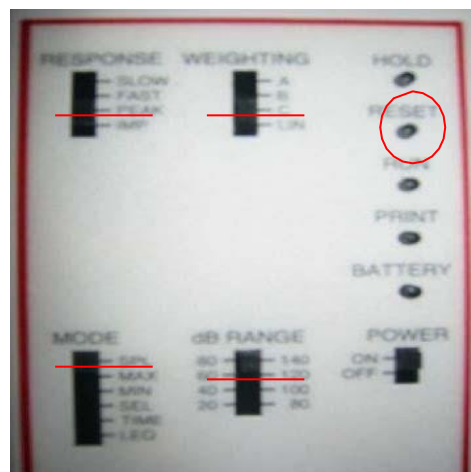 RESPONSE WEIGHTING HOLD
SLOW A
FAST B
PEAK C RESET
IMP LIN
RUN
PRINT
BATTERY
MODE dB RANGE POWER
SPL 80 140 ON
MAX 60 120 OFF
MIN 40 100
SEL 20 80
TIME
LEQ